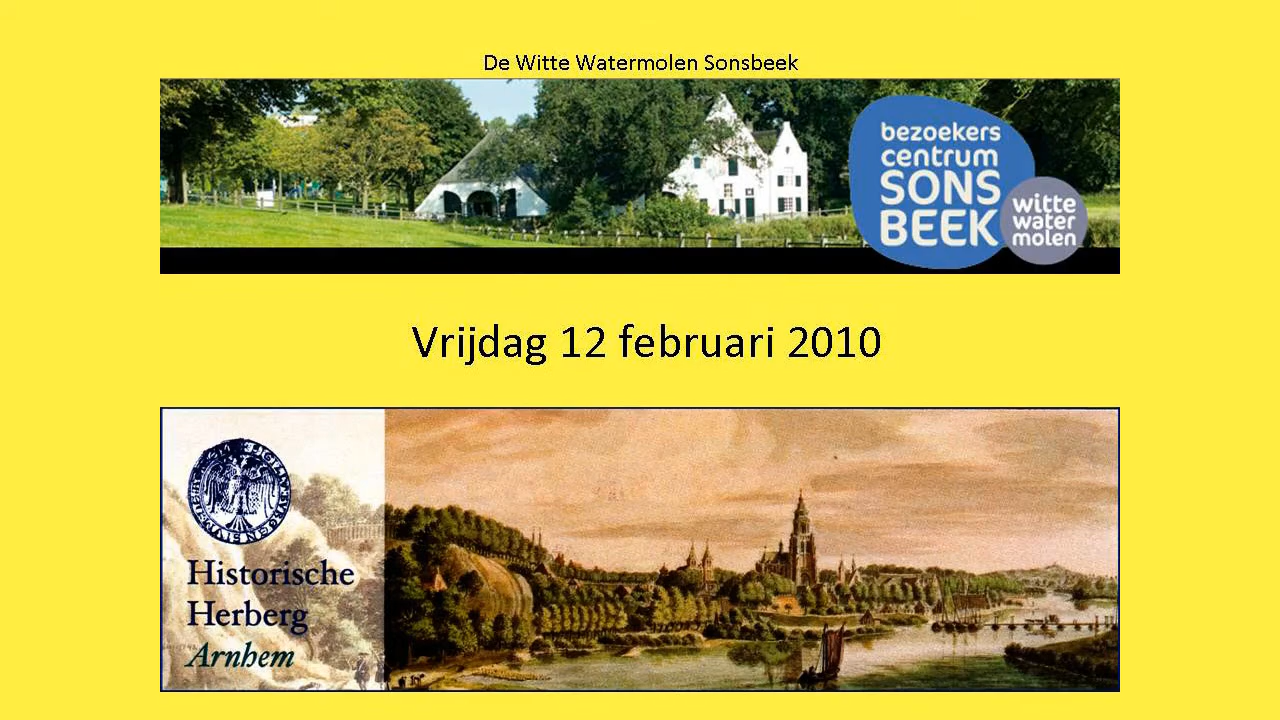 De Witte Watermolen Sonsbeek
bezoekers
centrum
SONS
BEEK
witte
water
molen
Vrijdag 12 februari 2010
Historische
Herberg
Arnhem